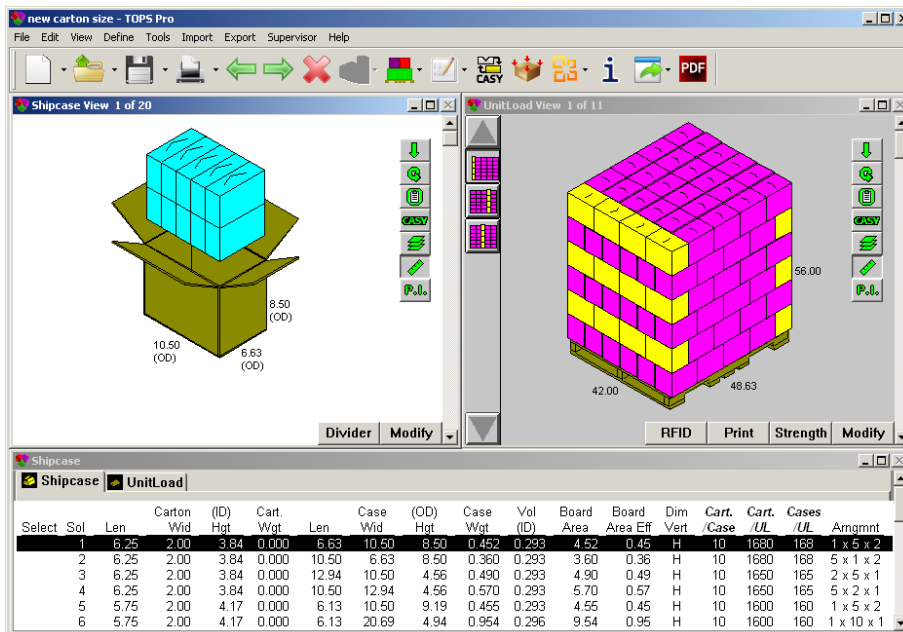 new carton size - TOPS Pro
File Edit View Define Tools Import Export Supervisor Help
CASY
i
PDF
Shipcase View 1 of 20
CASY
P.I.
8.50
(OD)
10.50
(OD)
6.63
(OD)
Divider Modify
UnitLoad View 1 of 11
CASY
P.I.
56.00
42.00
48.63
RFID Print Strength Modify
Shipcase
Shipcase UnitLoad
Carton (ID) Cart. Case (OD) Case Vol Board Board Dim Cart. Cart. Cases
Select Sol Len Wid Hgt Wgt Len Wid Hgt Wgt (ID) Area Area Eff Vert /Case /UL /UL Arngmnt
1 6.25 2.00 3.84 0.000 6.63 10.50 8.50 0.452 0.293 4.52 0.45 H 10 1680 168 1 x 5 x 2
2 6.25 2.00 3.84 0.000 10.50 6.63 8.50 0.360 0.293 3.60 0.36 H 10 1680 168 5 x 1 x 2
3 6.25 2.00 3.84 0.000 12.94 10.50 4.56 0.490 0.293 4.90 0.49 H 10 1650 165 2 x 5 x 1
4 6.25 2.00 3.84 0.000 10.50 12.94 4.56 0.570 0.293 5.70 0.57 H 10 1650 165 5 x 2 x 1
5 5.75 2.00 4.17 0.000 6.13 10.50 9.19 0.455 0.293 4.55 0.45 H 10 1600 160 1 x 5 x 2
6 5.75 2.00 4.17 0.000 6.13 20.69 4.94 0.954 0.296 9.54 0.95 H 10 1600 160 1 x 10 x 1